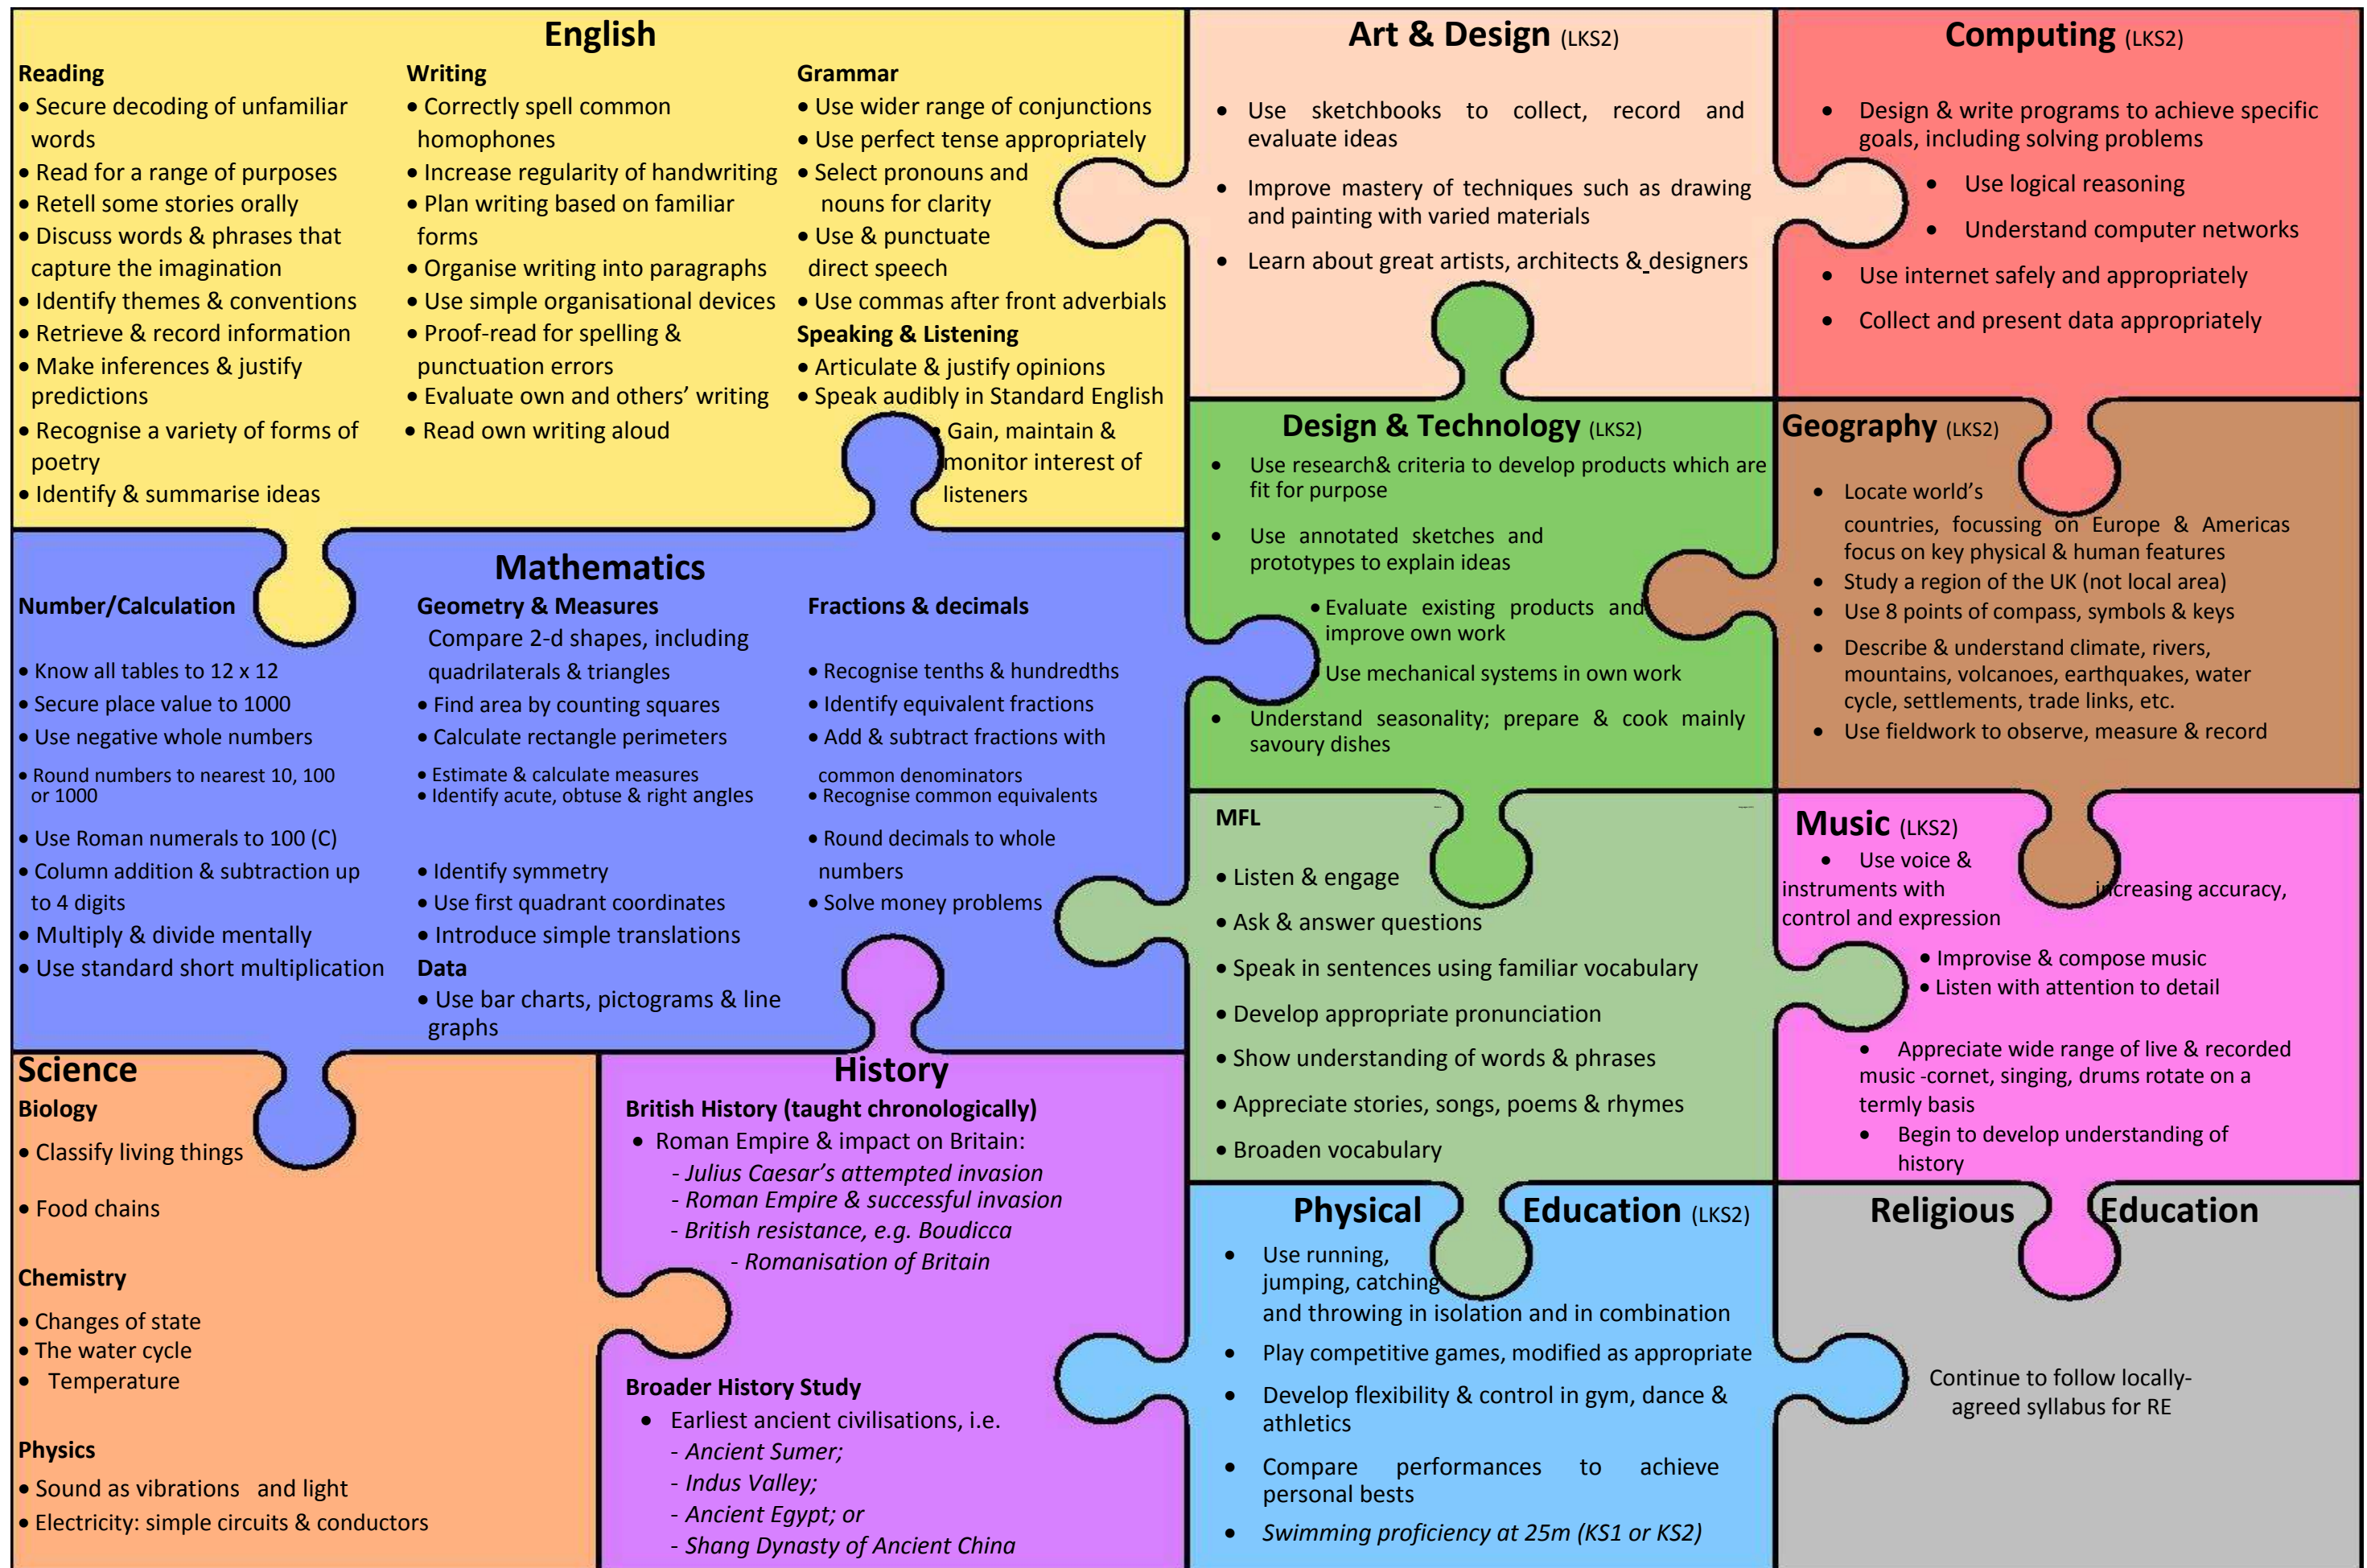 English
Reading
• Secure decoding of unfamiliar
words
• Read for a range of purposes
• Retell some stories orally
• Discuss words & phrases that
capture the imagination
• Identify themes & conventions
• Retrieve & record information
• Make inferences & justify
predictions
• Recognise a variety of forms of
poetry
• Identify & summarise ideas
Writing
• Correctly spell common
homophones
• Increase regularity of handwriting
• Plan writing based on familiar
forms
• Organise writing into paragraphs
• Use simple organisational devices
• Proof-read for spelling &
punctuation errors
• Evaluate own and others’ writing
• Read own writing aloud
Grammar
• Use wider range of conjunctions
• Use perfect tense appropriately
• Select pronouns and
nouns for clarity
• Use & punctuate
direct speech
• Use commas after front adverbials
Speaking & Listening
• Articulate & justify opinions
• Speak audibly in Standard English
• Gain, maintain &
monitor interest of
listeners
Art & Design (LKS2)
• Use sketchbooks to collect, record and
evaluate ideas
• Improve mastery of techniques such as drawing
and painting with varied materials
• Learn about great artists, architects & designers
Computing (LKS2)
• Design & write programs to achieve specific
goals, including solving problems
• Use logical reasoning
• Understand computer networks
• Use internet safely and appropriately
• Collect and present data appropriately
Design & Technology (LKS2)
• Use research& criteria to develop products which are
fit for purpose
• Use annotated sketches and
prototypes to explain ideas
• Evaluate existing products and
improve own work
Use mechanical systems in own work
• Understand seasonality; prepare & cook mainly
savoury dishes
Geography (LKS2)
• Locate world’s
countries, focussing on Europe & Americas
focus on key physical & human features
• Study a region of the UK (not local area)
• Use 8 points of compass, symbols & keys
• Describe & understand climate, rivers,
mountains, volcanoes, earthquakes, water
cycle, settlements, trade links, etc.
• Use fieldwork to observe, measure & record
Mathematics
Number/Calculation
• Know all tables to 12 x 12
• Secure place value to 1000
• Use negative whole numbers
• Round numbers to nearest 10, 100
or 1000
• Use Roman numerals to 100 (C)
• Column addition & subtraction up
to 4 digits
• Multiply & divide mentally
• Use standard short multiplication
Geometry & Measures
Compare 2-d shapes, including
quadrilaterals & triangles
• Find area by counting squares
• Calculate rectangle perimeters
• Estimate & calculate measures
• Identify acute, obtuse & right angles
• Identify symmetry
• Use first quadrant coordinates
• Introduce simple translations
Data
• Use bar charts, pictograms & line
graphs
Fractions & decimals
• Recognise tenths & hundredths
• Identify equivalent fractions
• Add & subtract fractions with
common denominators
• Recognise common equivalents
• Round decimals to whole
numbers
• Solve money problems
MFL
• Listen & engage
• Ask & answer questions
• Speak in sentences using familiar vocabulary
• Develop appropriate pronunciation
• Show understanding of words & phrases
• Appreciate stories, songs, poems & rhymes
• Broaden vocabulary
Music (LKS2)
• Use voice &
instruments with increasing accuracy,
control and expression
• Improvise & compose music
• Listen with attention to detail
• Appreciate wide range of live & recorded
music -cornet, singing, drums rotate on a
termly basis
• Begin to develop understanding of
history
Science
Biology
• Classify living things
• Food chains
Chemistry
• Changes of state
• The water cycle
• Temperature
Physics
• Sound as vibrations and light
• Electricity: simple circuits & conductors
History
British History (taught chronologically)
• Roman Empire & impact on Britain:
- Julius Caesar’s attempted invasion
- Roman Empire & successful invasion
- British resistance, e.g. Boudicca
- Romanisation of Britain
Broader History Study
• Earliest ancient civilisations, i.e.
- Ancient Sumer;
- Indus Valley;
- Ancient Egypt; or
- Shang Dynasty of Ancient China
Physical Education (LKS2)
• Use running,
jumping, catching
and throwing in isolation and in combination
• Play competitive games, modified as appropriate
• Develop flexibility & control in gym, dance &
athletics
• Compare performances to achieve
personal bests
• Swimming proficiency at 25m (KS1 or KS2)
Religious Education
Continue to follow locally-
agreed syllabus for RE